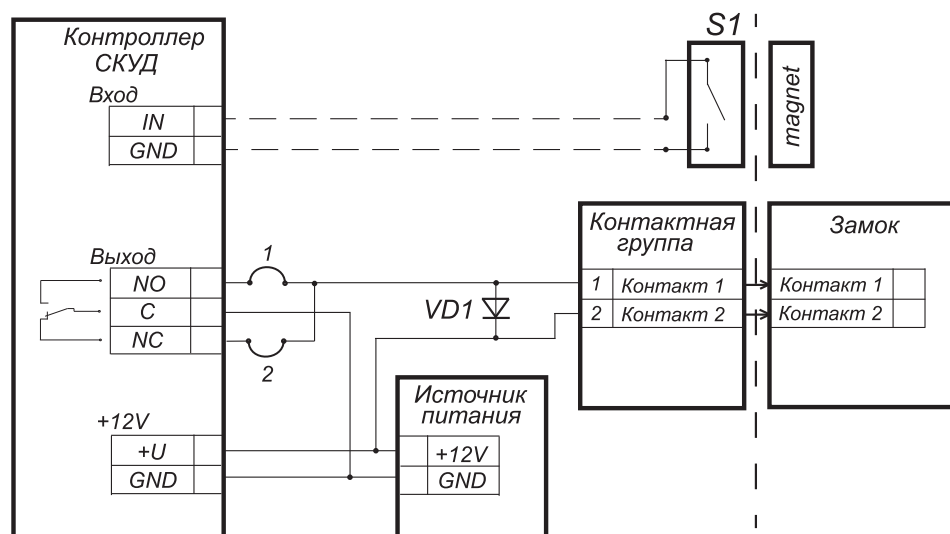 Контроллер
СКУД
Вход
IN
GND
S1
magnet
Выход
NO
C
NC
1
2
VD1
Контактная
группа
1 Контакт 1
2 Контакт 2
Замок
Контакт 1
Контакт 2
+12V
+U
GND
Источник
питания
+12V
GND